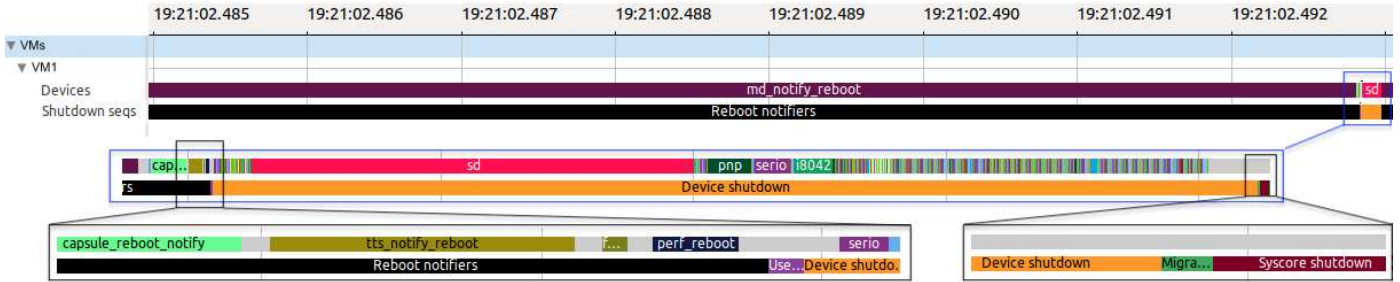 19:21:02.485 19:21:02.486 19:21:02.487 19:21:02.488 19:21:02.489 19:21:02.490 19:21:02.491 19:21:02.492
▼ VMs
▼ VM1
Devices md_notify_reboot sd
Shutdown seqs Reboot notifiers
cap... sd pnp serio i8042
rs Device shutdown
capsule_reboot_notify tts_notify_reboot f... perf_reboot serio
Reboot notifiers Use... Device shutdo.
Device shutdown Migra... Syscore shutdown